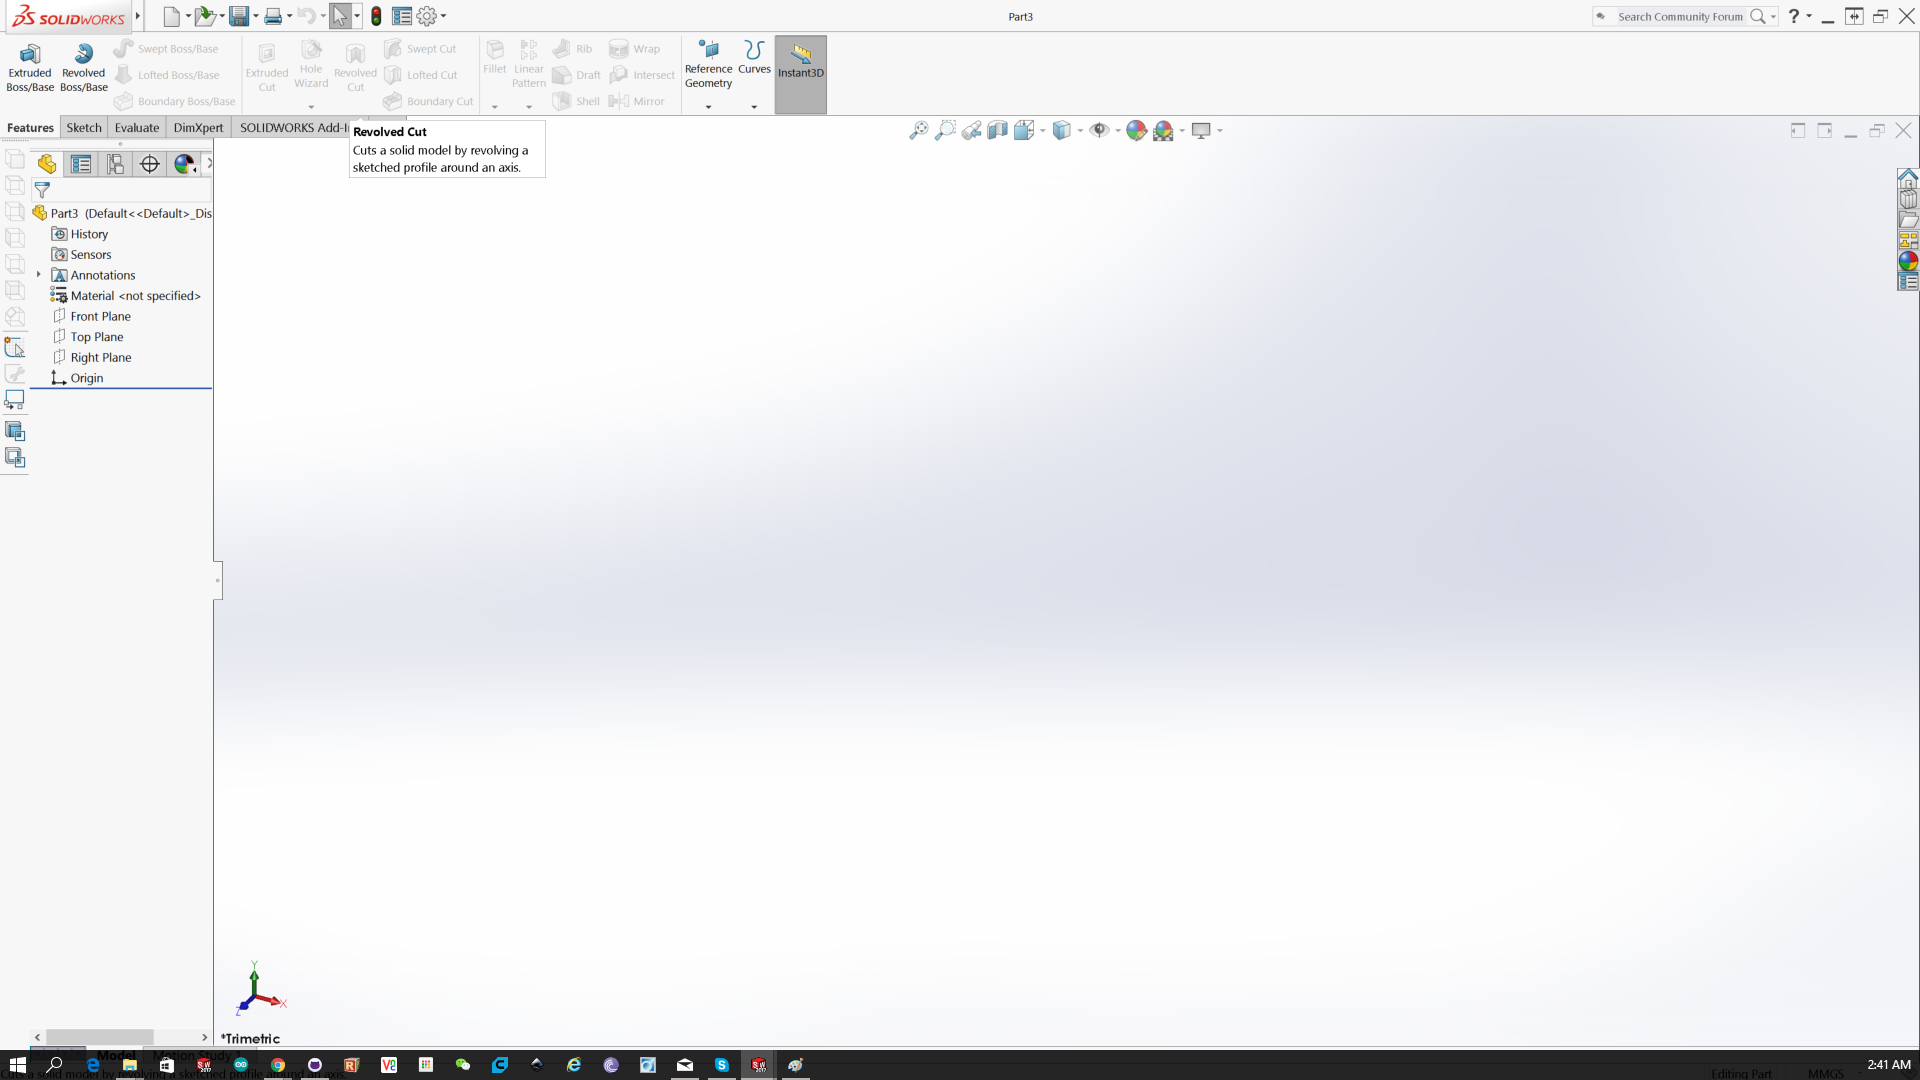 SOLIDWORKS
Part3
Search Community Forum
Extruded
Boss/Base
Revolved
Boss/Base
Swept Boss/Base
Lofted Boss/Base
Boundary Boss/Base
Extruded
Cut
Hole
Wizard
Revolved
Cut
Swept Cut
Lofted Cut
Boundary Cut
Fillet
Linear
Pattern
Rib
Draft
Shell
Wrap
Intersect
Mirror
Reference
Geometry
Curves
Instant3D
Features
Sketch
Evaluate
DimXpert
SOLIDWORKS Add-I
Revolved Cut
Cuts a solid model by revolving a
sketched profile around an axis.
Part3 (Default<<Default>_Dis
History
Sensors
Annotations
Material <not specified>
Front Plane
Top Plane
Right Plane
Origin
Y
X
Z
*Trimetric
Model
Motion Study
Cuts a solid model by revolving a sketched profile around an axis.
Editing Part
MMGS
2:41 AM